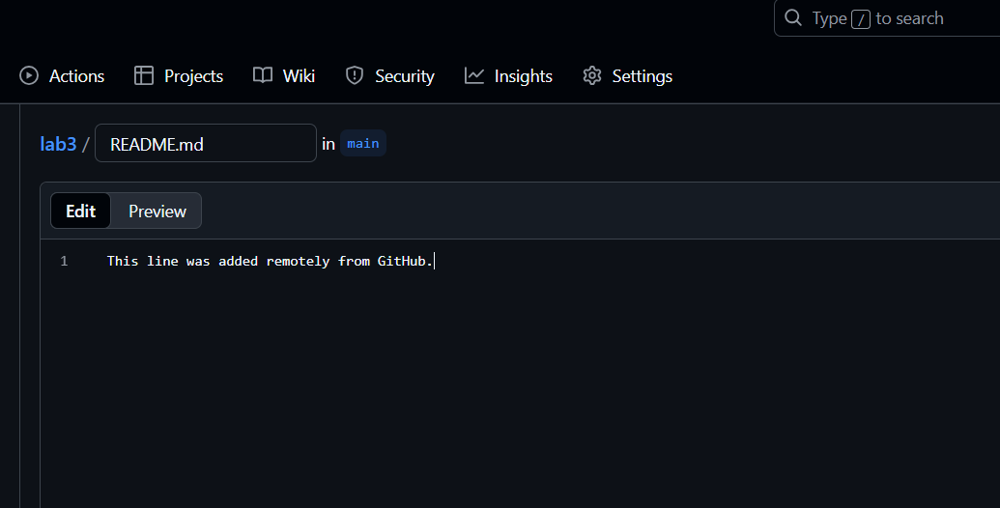 Type / to search
Actions Projects Wiki Security Insights Settings
lab3 / README.md in main
Edit Preview
1 This line was added remotely from GitHub.